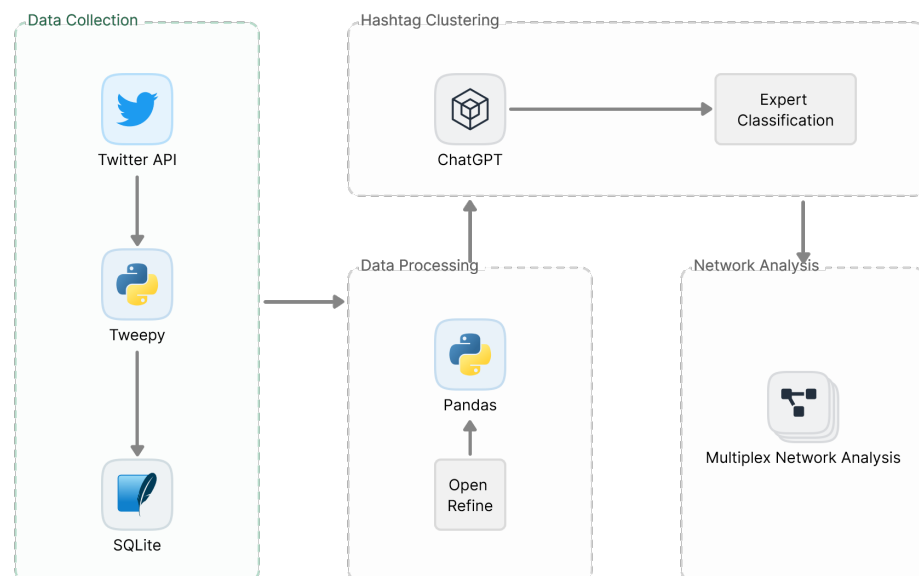 Data Collection
Twitter API
Tweepy
SQLite
Hashtag Clustering
ChatGPT
Expert
Classification
Data Processing
Pandas
Open
Refine
Network Analysis
Multiplex Network Analysis